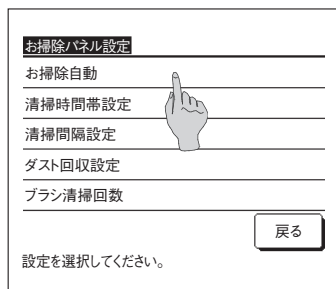 お掃除パネル設定
お掃除自動
清掃時間帯設定
清掃間隔設定
ダスト回収設定
ブラシ清掃回数
戻る
設定を選択してください。